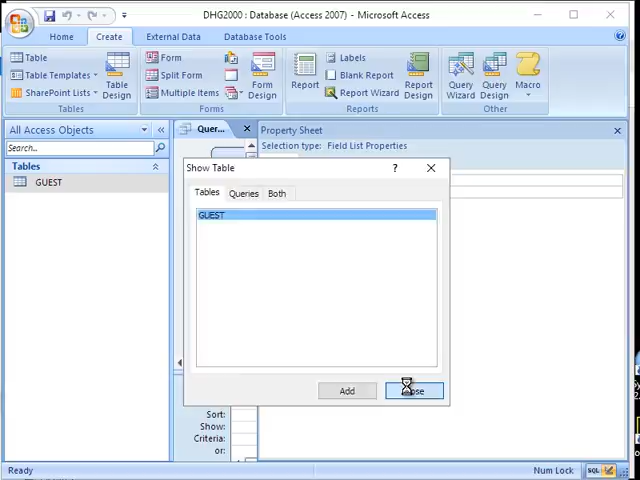 DHG2000 : Database (Access 2007) - Microsoft Access
Home Create External Data Database Tools
Table
Table Templates
SharePoint Lists
Tables
Table Design
Form
Split Form
Multiple Items
Forms
Form Design
Report
Labels
Blank Report
Report Wizard
Reports
Report Design
Query Wizard
Query Design
Macro
Other
All Access Objects
Search...
Tables
GUEST
Quer...
Property Sheet
Selection type: Field List Properties
Show Table
Tables Queries Both
GUEST
Add
Sort:
Show:
Criteria:
or:
Ready
Num Lock
SQL